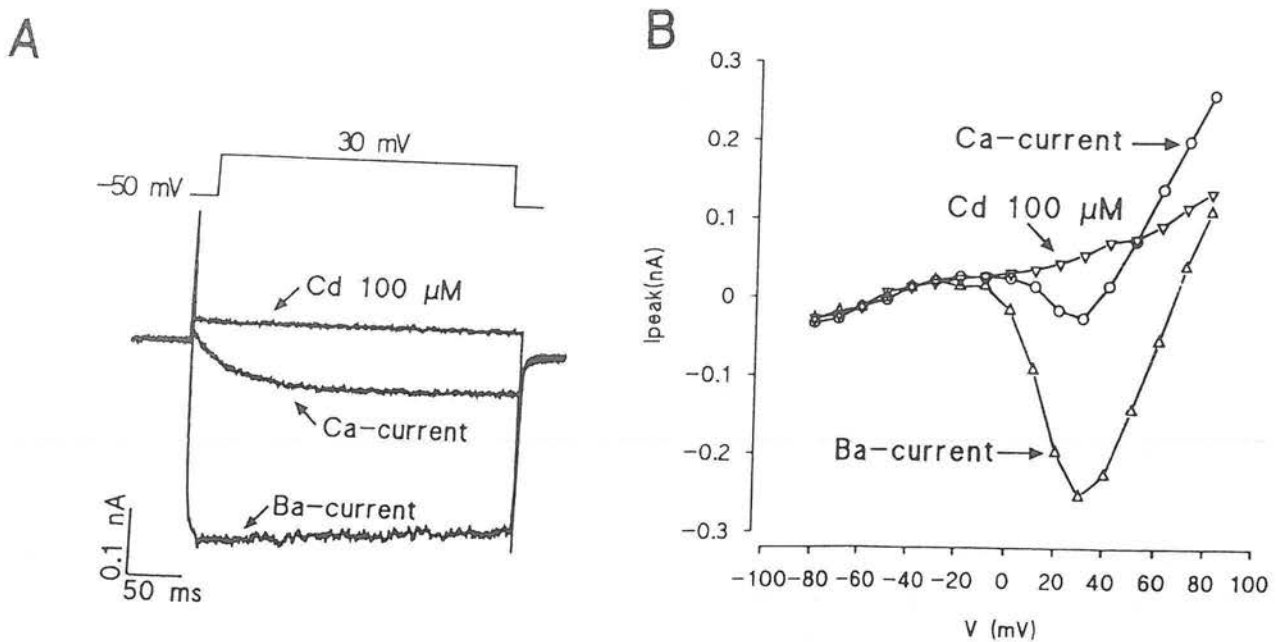 A
30 mV
-50 mV
Cd 100 µM
Ca-current
Ba-current
0.1 nA
50 ms
B
0.3
0.2
0.1
0
-0.1
-0.2
-0.3
Ipeak(nA)
Ca-current
Cd 100 µM
Ba-current
-100 -80 -60 -40 -20 0 20 40 60 80 100
V (mV)